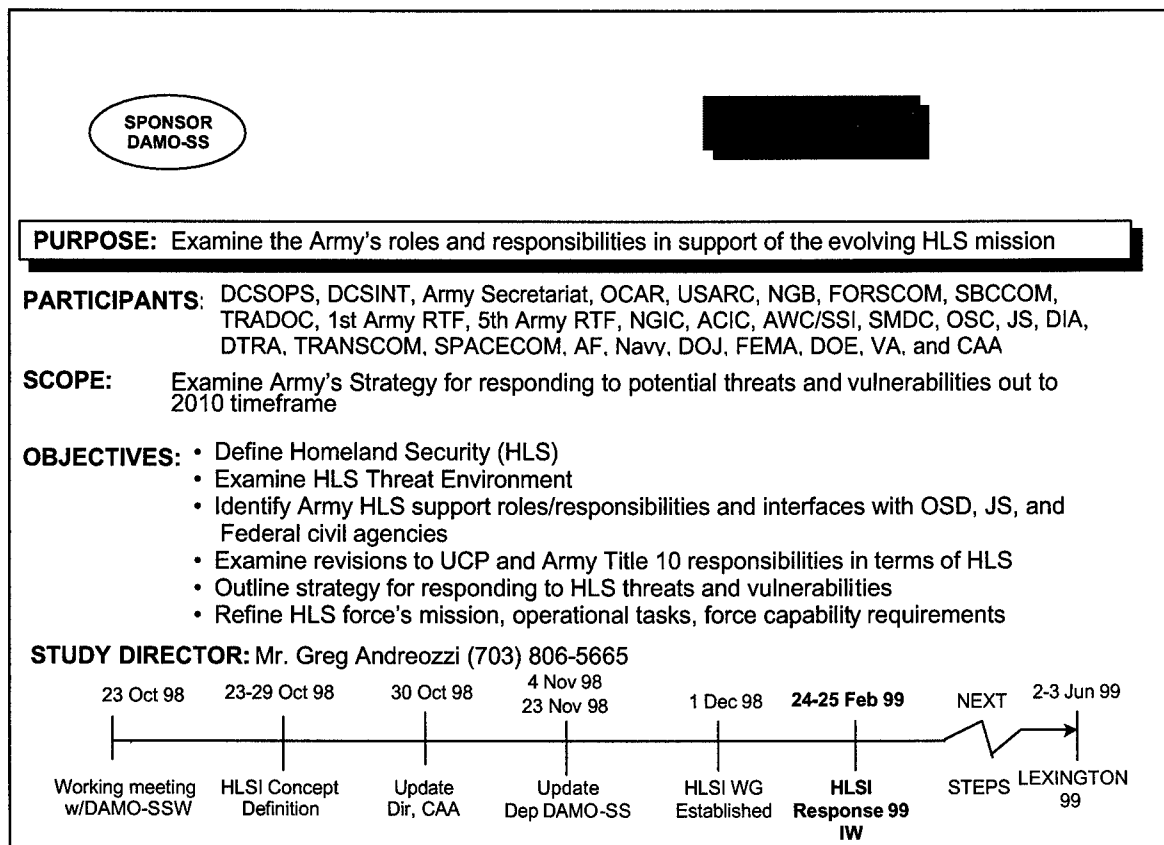 SPONSOR
DAMO-SS
PURPOSE: Examine the Army's roles and responsibilities in support of the evolving HLS mission
PARTICIPANTS: DCSOPS, DCSINT, Army Secretariat, OCAR, USARC, NGB, FORSCOM, SBCCOM,
TRADOC, 1st Army RTF, 5th Army RTF, NGIC, ACIC, AWC/SSI, SMDC, OSC, JS, DIA,
DTRA, TRANSCOM, SPACECOM, AF, Navy, DOJ, FEMA, DOE, VA, and CAA
SCOPE: Examine Army's Strategy for responding to potential threats and vulnerabilities out to
2010 timeframe
OBJECTIVES: • Define Homeland Security (HLS)
• Examine HLS Threat Environment
• Identify Army HLS support roles/responsibilities and interfaces with OSD, JS, and
Federal civil agencies
• Examine revisions to UCP and Army Title 10 responsibilities in terms of HLS
• Outline strategy for responding to HLS threats and vulnerabilities
• Refine HLS force's mission, operational tasks, force capability requirements
STUDY DIRECTOR: Mr. Greg Andreozzi (703) 806-5665
23 Oct 98
Working meeting
w/DAMO-SSW
23-29 Oct 98
HLSI Concept
Definition
30 Oct 98
Update
Dir, CAA
4 Nov 98
23 Nov 98
Update
Dep DAMO-SS
1 Dec 98
HLSI WG
Established
24-25 Feb 99
HLSI
Response 99
IW
NEXT
STEPS
2-3 Jun 99
LEXINGTON
99